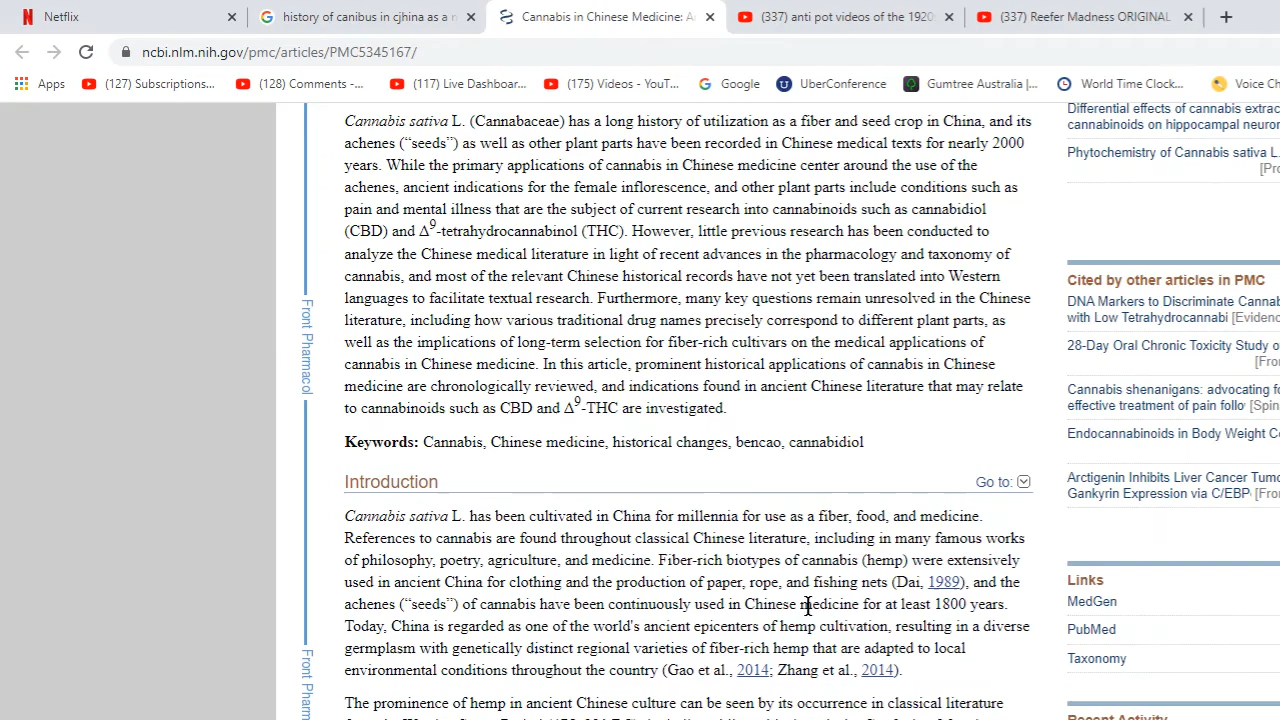 Netflix
history of canibus in cjhina as a n
Cannabis in Chinese Medicine: A
(337) anti pot videos of the 1920
(337) Reefer Madness ORIGINAL
ncbi.nlm.nih.gov/pmc/articles/PMC5345167/
Apps
(127) Subscriptions...
(128) Comments -...
(117) Live Dashboar...
(175) Videos - YouT...
Google
UberConference
Gumtree Australia |...
World Time Clock...
Voice Ch
Cannabis sativa L. (Cannabaceae) has a long history of utilization as a fiber and seed crop in China, and its
achenes (“seeds”) as well as other plant parts have been recorded in Chinese medical texts for nearly 2000
years. While the primary applications of cannabis in Chinese medicine center around the use of the
achenes, ancient indications for the female inflorescence, and other plant parts include conditions such as
pain and mental illness that are the subject of current research into cannabinoids such as cannabidiol
(CBD) and Δ9-tetrahydrocannabinol (THC). However, little previous research has been conducted to
analyze the Chinese medical literature in light of recent advances in the pharmacology and taxonomy of
cannabis, and most of the relevant Chinese historical records have not yet been translated into Western
languages to facilitate textual research. Furthermore, many key questions remain unresolved in the Chinese
literature, including how various traditional drug names precisely correspond to different plant parts, as
well as the implications of long-term selection for fiber-rich cultivars on the medical applications of
cannabis in Chinese medicine. In this article, prominent historical applications of cannabis in Chinese
medicine are chronologically reviewed, and indications found in ancient Chinese literature that may relate
to cannabinoids such as CBD and Δ9-THC are investigated.
Keywords: Cannabis, Chinese medicine, historical changes, bencao, cannabidiol
Introduction
Go to:
Cannabis sativa L. has been cultivated in China for millennia for use as a fiber, food, and medicine.
References to cannabis are found throughout classical Chinese literature, including in many famous works
of philosophy, poetry, agriculture, and medicine. Fiber-rich biotypes of cannabis (hemp) were extensively
used in ancient China for clothing and the production of paper, rope, and fishing nets (Dai, 1989), and the
achenes (“seeds”) of cannabis have been continuously used in Chinese medicine for at least 1800 years.
Today, China is regarded as one of the world's ancient epicenters of hemp cultivation, resulting in a diverse
germplasm with genetically distinct regional varieties of fiber-rich hemp that are adapted to local
environmental conditions throughout the country (Gao et al., 2014; Zhang et al., 2014).
The prominence of hemp in ancient Chinese culture can be seen by its occurrence in classical literature
Front Pharmacol
Front Pharm
Differential effects of cannabis extrac
cannabinoids on hippocampal neuron
Phytochemistry of Cannabis sativa L.
[Pro
Cited by other articles in PMC
DNA Markers to Discriminate Cannab
with Low Tetrahydrocannabi [Evidenc
28-Day Oral Chronic Toxicity Study o
[Fro
Cannabis shenanigans: advocating fo
effective treatment of pain follo [Spin
Endocannabinoids in Body Weight Co
Arctigenin Inhibits Liver Cancer Tumo
Gankyrin Expression via C/EBP [Fron
Links
MedGen
PubMed
Taxonomy
Recent Activity